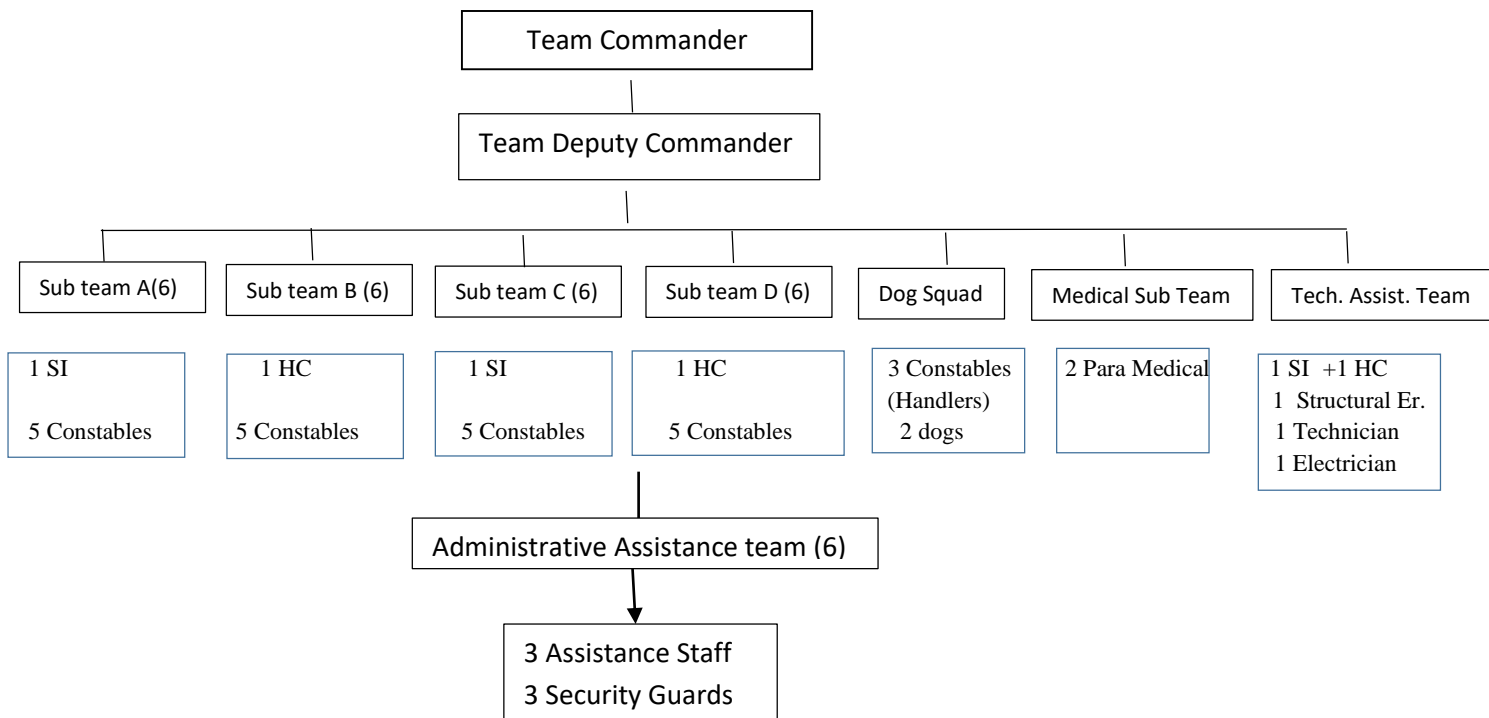 Team Commander
Team Deputy Commander
Sub team A(6)
Sub team B (6)
Sub team C (6)
Sub team D (6)
Dog Squad
Medical Sub Team
Tech. Assist. Team
1 SI
5 Constables
1 HC
5 Constables
1 SI
5 Constables
1 HC
5 Constables
3 Constables
(Handlers)
2 dogs
2 Para Medical
1 SI +1 HC
1 Structural Er.
1 Technician
1 Electrician
Administrative Assistance team (6)
3 Assistance Staff
3 Security Guards